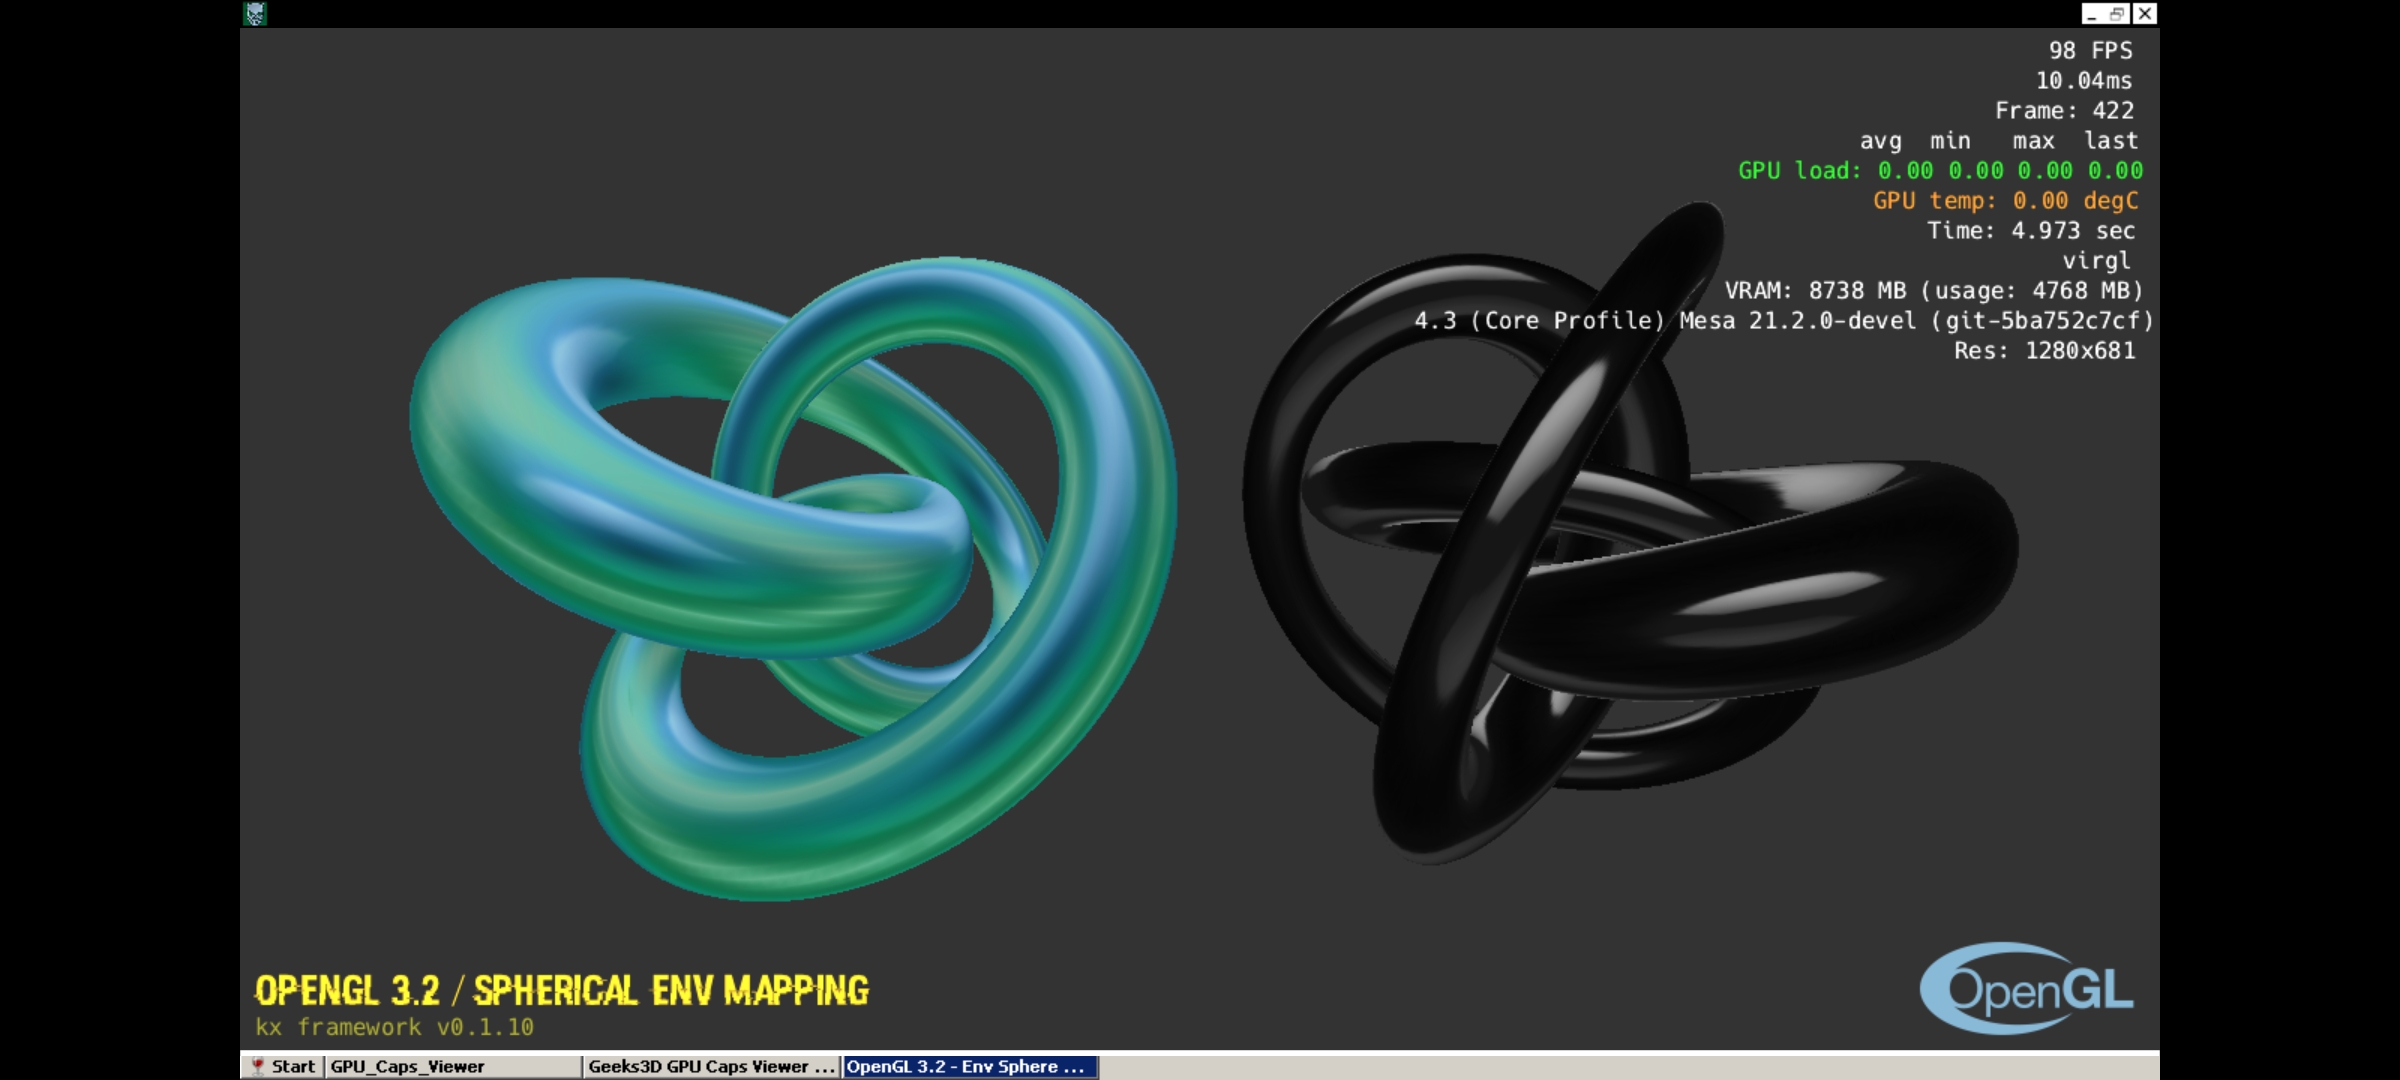 98 FPS
10.04ms
Frame: 422
avg min max last
GPU load: 0.00 0.00 0.00 0.00
GPU temp: 0.00 degC
Time: 4.973 sec
virgl
VRAM: 8738 MB (usage: 4768 MB)
4.3 (Core Profile) Mesa 21.2.0-devel (git-5ba752c7cf)
Res: 1280x681
OPENGL 3.2 / SPHERICAL ENV MAPPING
kx framework v0.1.10
OpenGL
Start GPU_Caps_Viewer Geeks3D GPU Caps Viewer ... OpenGL 3.2 - Env Sphere ...